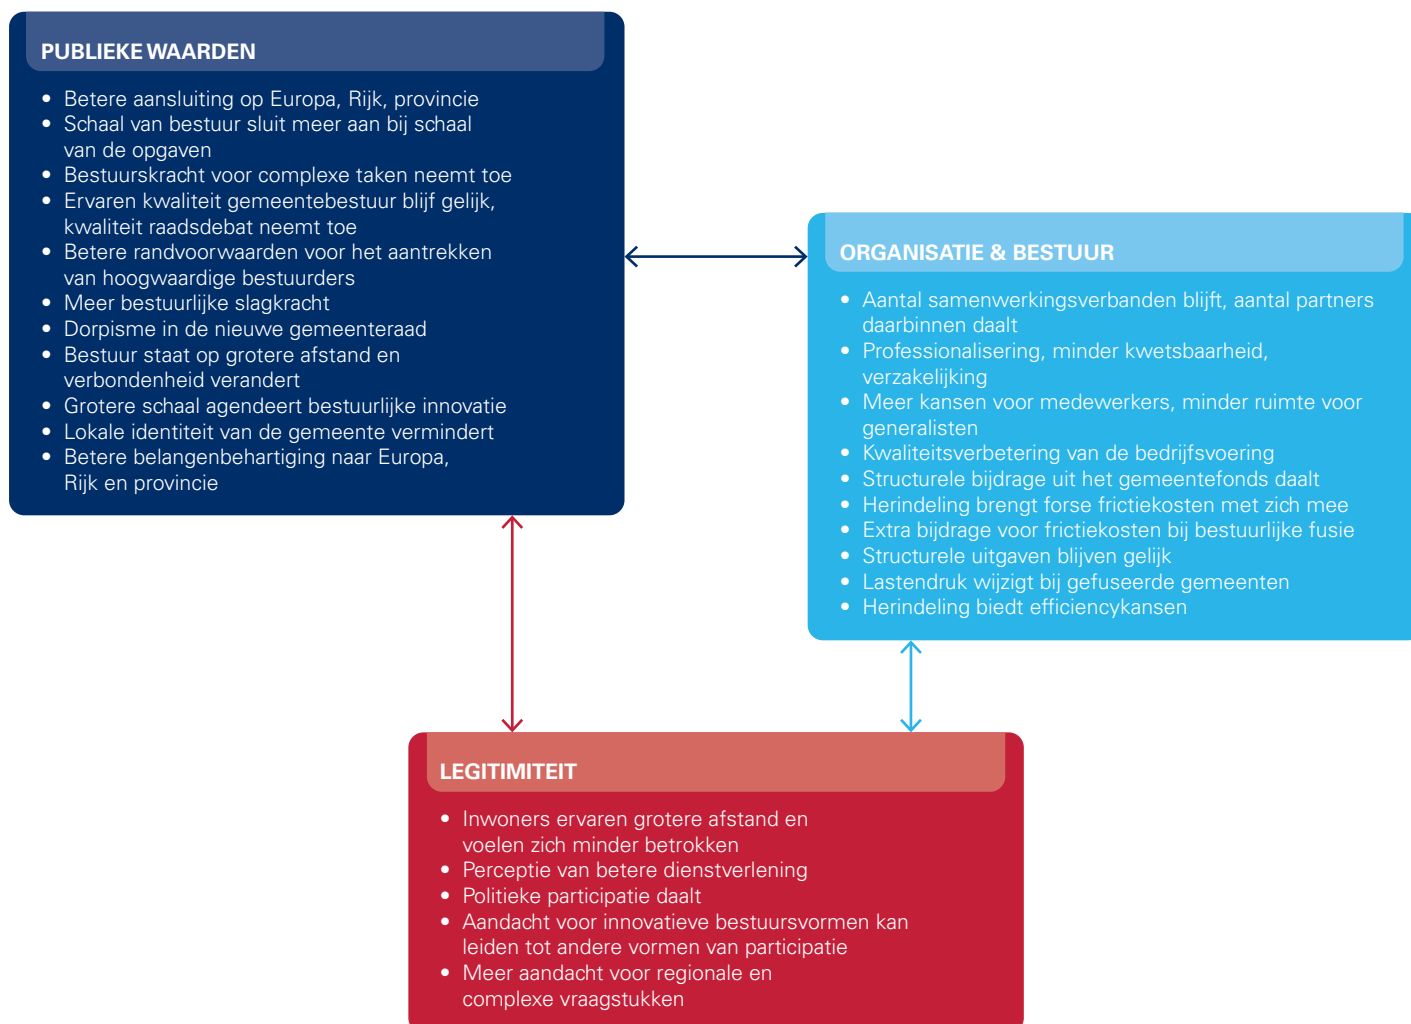 PUBLIEKE WAARDEN
• Betere aansluiting op Europa, Rijk, provincie
• Schaal van bestuur sluit meer aan bij schaal
van de opgaven
• Bestuurskracht voor complexe taken neemt toe
• Ervaren kwaliteit gemeentebestuur blijf gelijk,
kwaliteit raadsdebat neemt toe
• Betere randvoorwaarden voor het aantrekken
van hoogwaardige bestuurders
• Meer bestuurlijke slagkracht
• Dorpisme in de nieuwe gemeenteraad
• Bestuur staat op grotere afstand en
verbondenheid verandert
• Grotere schaal agendeert bestuurlijke innovatie
• Lokale identiteit van de gemeente vermindert
• Betere belangenbehartiging naar Europa,
Rijk en provincie
ORGANISATIE & BESTUUR
• Aantal samenwerkingsverbanden blijft, aantal partners
daarbinnen daalt
• Professionalisering, minder kwetsbaarheid,
verzakelijking
• Meer kansen voor medewerkers, minder ruimte voor
generalisten
• Kwaliteitsverbetering van de bedrijfsvoering
• Structurele bijdrage uit het gemeentefonds daalt
• Herindeling brengt forse frictiekosten met zich mee
• Extra bijdrage voor frictiekosten bij bestuurlijke fusie
• Structurele uitgaven blijven gelijk
• Lastendruk wijzigt bij gefuseerde gemeenten
• Herindeling biedt efficiencykansen
LEGITIMITEIT
• Inwoners ervaren grotere afstand en
voelen zich minder betrokken
• Perceptie van betere dienstverlening
• Politieke participatie daalt
• Aandacht voor innovatieve bestuursvormen kan
leiden tot andere vormen van participatie
• Meer aandacht voor regionale en
complexe vraagstukken